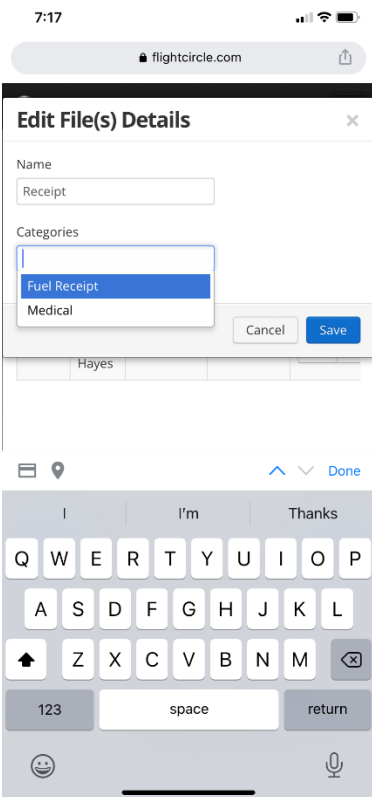 7:17
flightcircle.com
Edit File(s) Details
×
Name
Receipt
Categories
Fuel Receipt
Medical
Cancel
Save
Hayes
Done
I
I'm
Thanks
Q W E R T Y U I O P
A S D F G H J K L
Z X C V B N M
123
space
return